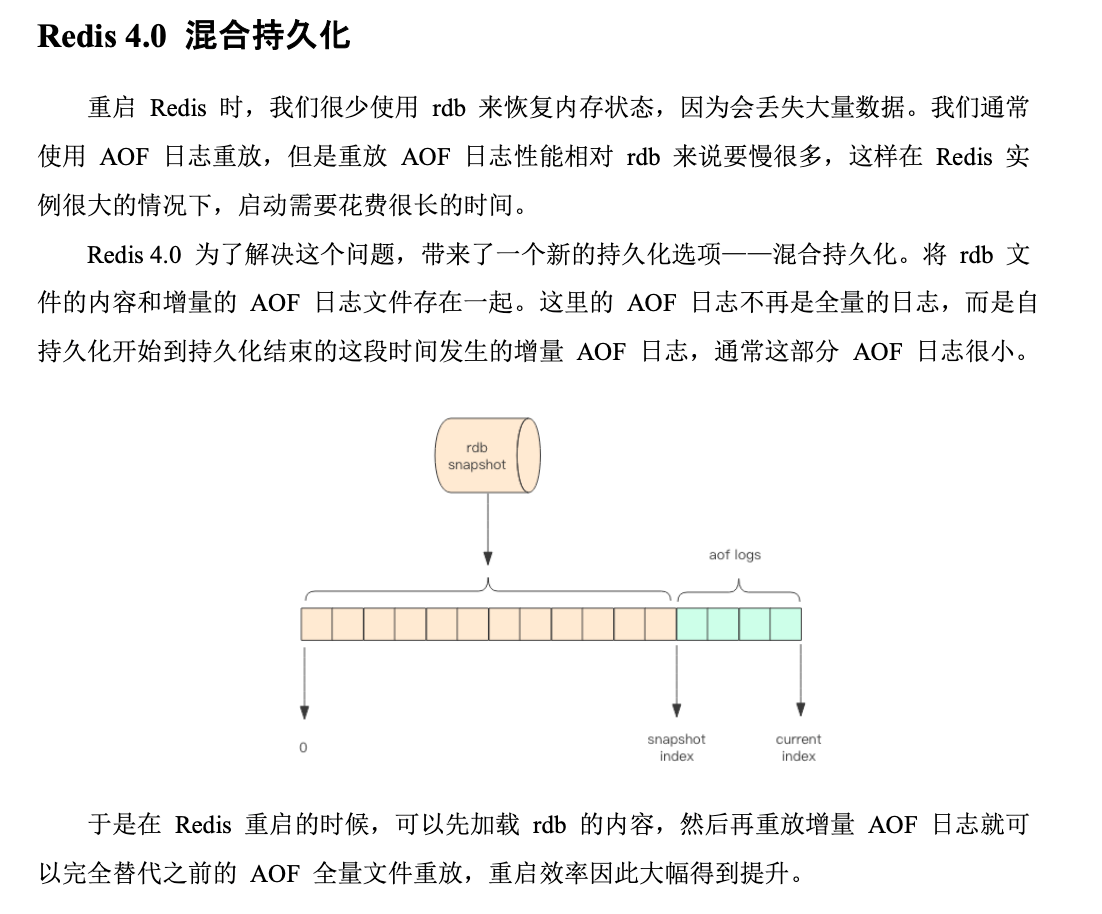 Redis 4.0 混合持久化
重启 Redis 时，我们很少使用 rdb 来恢复内存状态，因为会丢失大量数据。我们通常
使用 AOF 日志重放，但是重放 AOF 日志性能相对 rdb 来说要慢很多，这样在 Redis 实
例很大的情况下，启动需要花费很长的时间。
Redis 4.0 为了解决这个问题，带来了一个新的持久化选项——混合持久化。将 rdb 文
件的内容和增量的 AOF 日志文件存在一起。这里的 AOF 日志不再是全量的日志，而是自
持久化开始到持久化结束的这段时间发生的增量 AOF 日志，通常这部分 AOF 日志很小。
rdb
snapshot
aof logs
0
snapshot
index
current
index
于是在 Redis 重启的时候，可以先加载 rdb 的内容，然后再重放增量 AOF 日志就可
以完全替代之前的 AOF 全量文件重放，重启效率因此大幅得到提升。